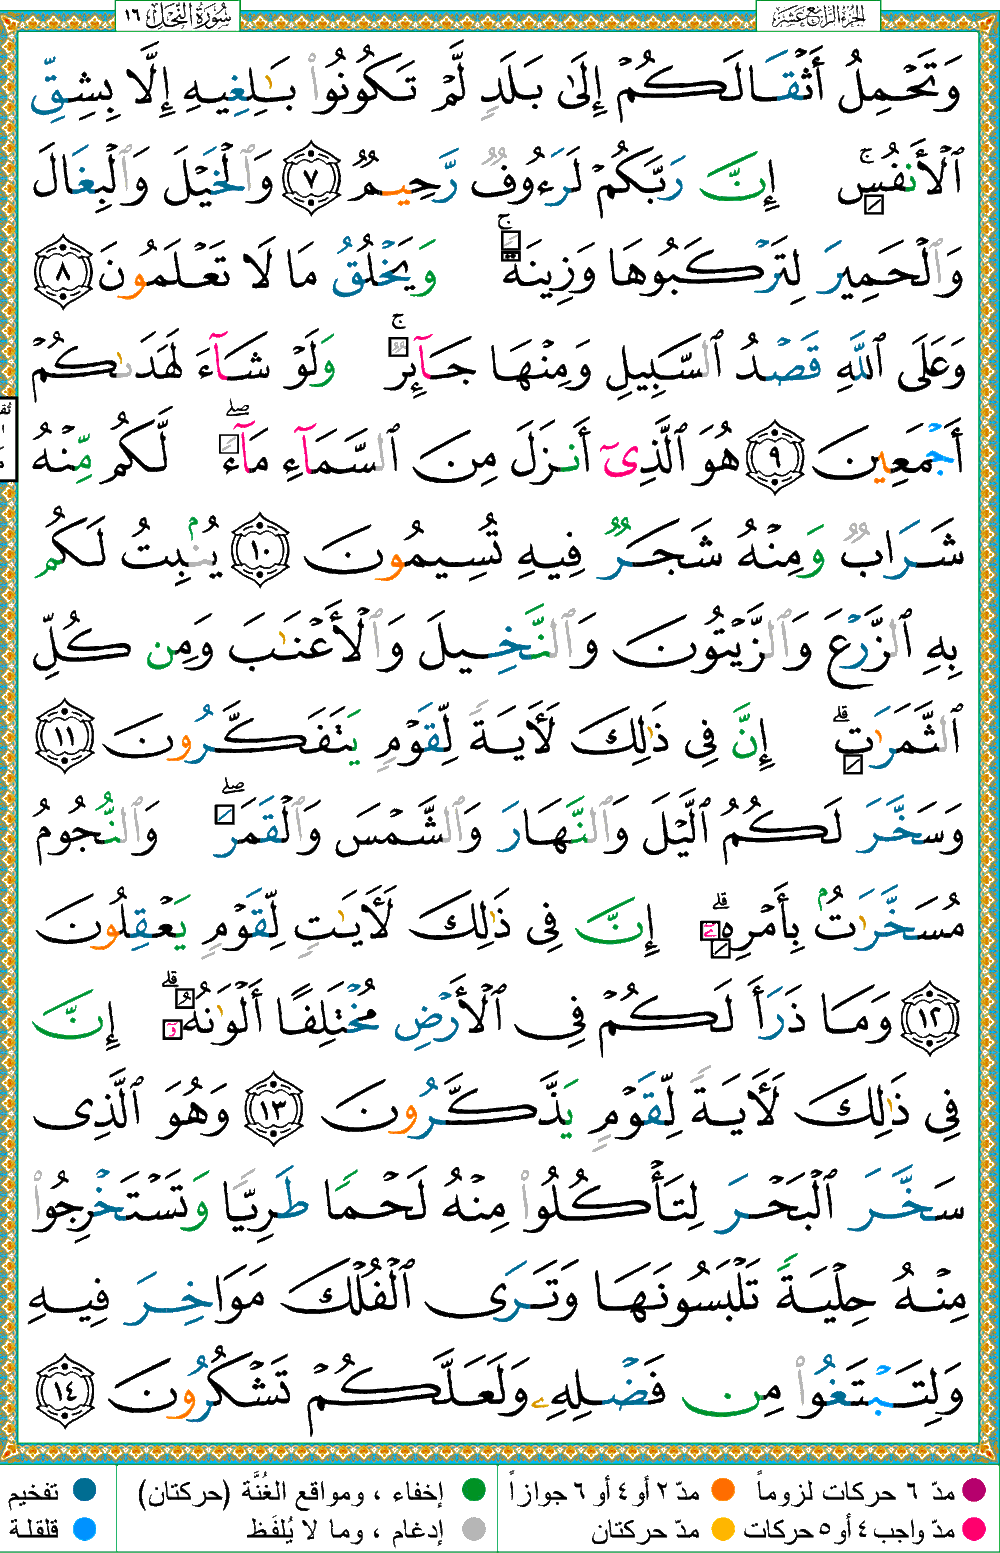 الجزء الرابع عشر
سورة النحل ١٦
وَتَحْمِلُ أَثْقَالَكُمْ إِلَىٰ بَلَدٍ لَّمْ تَكُونُوا۟ بَـٰلِغِيهِ إِلَّا بِشِقِّ
ٱلْأَنفُسِ ۚ إِنَّ رَبَّكُمْ لَرَءُوفٌ رَّحِيمٌ ٧ وَٱلْخَيْلَ وَٱلْبِغَالَ
وَٱلْحَمِيرَ لِتَرْكَبُوهَا وَزِينَةً ۚ وَيَخْلُقُ مَا لَا تَعْلَمُونَ ٨
وَعَلَى ٱللَّهِ قَصْدُ ٱلسَّبِيلِ وَمِنْهَا جَآئِرٌ ۚ وَلَوْ شَآءَ لَهَدَىٰكُمْ
أَجْمَعِينَ ٩ هُوَ ٱلَّذِىٓ أَنزَلَ مِنَ ٱلسَّمَآءِ مَآءً ۖ لَّكُم مِّنْهُ
شَرَابٌ وَمِنْهُ شَجَرٌ فِيهِ تُسِيمُونَ ١٠ يُنۢبِتُ لَكُم
بِهِ ٱلزَّرْعَ وَٱلزَّيْتُونَ وَٱلنَّخِيلَ وَٱلْأَعْنَـٰبَ وَمِن كُلِّ
ٱلثَّمَرَٰتِ ۗ إِنَّ فِى ذَٰلِكَ لَـَٔايَةً لِّقَوْمٍ يَتَفَكَّرُونَ ١١
وَسَخَّرَ لَكُمُ ٱلَّيْلَ وَٱلنَّهَارَ وَٱلشَّمْسَ وَٱلْقَمَرَ ۖ وَٱلنُّجُومُ
مُسَخَّرَٰتٌۢ بِأَمْرِهِۦٓ ۗ إِنَّ فِى ذَٰلِكَ لَـَٔايَـٰتٍ لِّقَوْمٍ يَعْقِلُونَ
١٢ وَمَا ذَرَأَ لَكُمْ فِى ٱلْأَرْضِ مُخْتَلِفًا أَلْوَٰنُهُۥٓ ۗ إِنَّ
فِى ذَٰلِكَ لَـَٔايَةً لِّقَوْمٍ يَذَّكَّرُونَ ١٣ وَهُوَ ٱلَّذِى
سَخَّرَ ٱلْبَحْرَ لِتَأْكُلُوا۟ مِنْهُ لَحْمًا طَرِيًّا وَتَسْتَخْرِجُوا۟
مِنْهُ حِلْيَةً تَلْبَسُونَهَا وَتَرَى ٱلْفُلْكَ مَوَاخِرَ فِيهِ
وَلِتَبْتَغُوا۟ مِن فَضْلِهِۦ وَلَعَلَّكُمْ تَشْكُرُونَ ١٤
مدّ ٦ حركات لزوماً مدّ ٢ أو ٤ أو ٦ جوازاً إخفاء ، ومواقع الغُنَّة (حركتان) تفخيم
مدّ واجب ٤ أو ٥ حركات مدّ حركتان إدغام ، وما لا يُلفَظ قلقلة